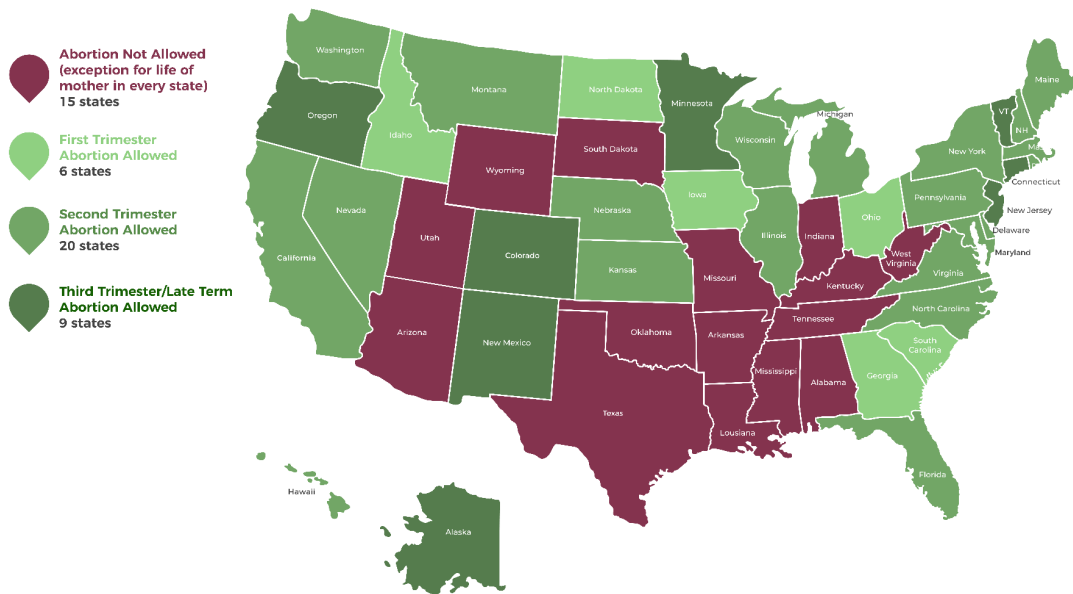 Abortion Not Allowed
(exception for life of
mother in every state)
15 states
First Trimester
Abortion Allowed
6 states
Second Trimester
Abortion Allowed
20 states
Third Trimester/Late Term
Abortion Allowed
9 states
Washington
Oregon
Idaho
Montana
North Dakota
Minnesota
Wisconsin
Michigan
Maine
VT
NH
New York
Connecticut
Pennsylvania
New Jersey
Delaware
Maryland
South Dakota
Wyoming
Nebraska
Iowa
Illinois
Indiana
Ohio
West
Virginia
Virginia
Nevada
Utah
Colorado
Kansas
Missouri
Kentucky
California
Arizona
New Mexico
Oklahoma
Arkansas
Tennessee
North Carolina
South
Carolina
Georgia
Alabama
Mississippi
Lousiana
Texas
Florida
Hawaii
Alaska